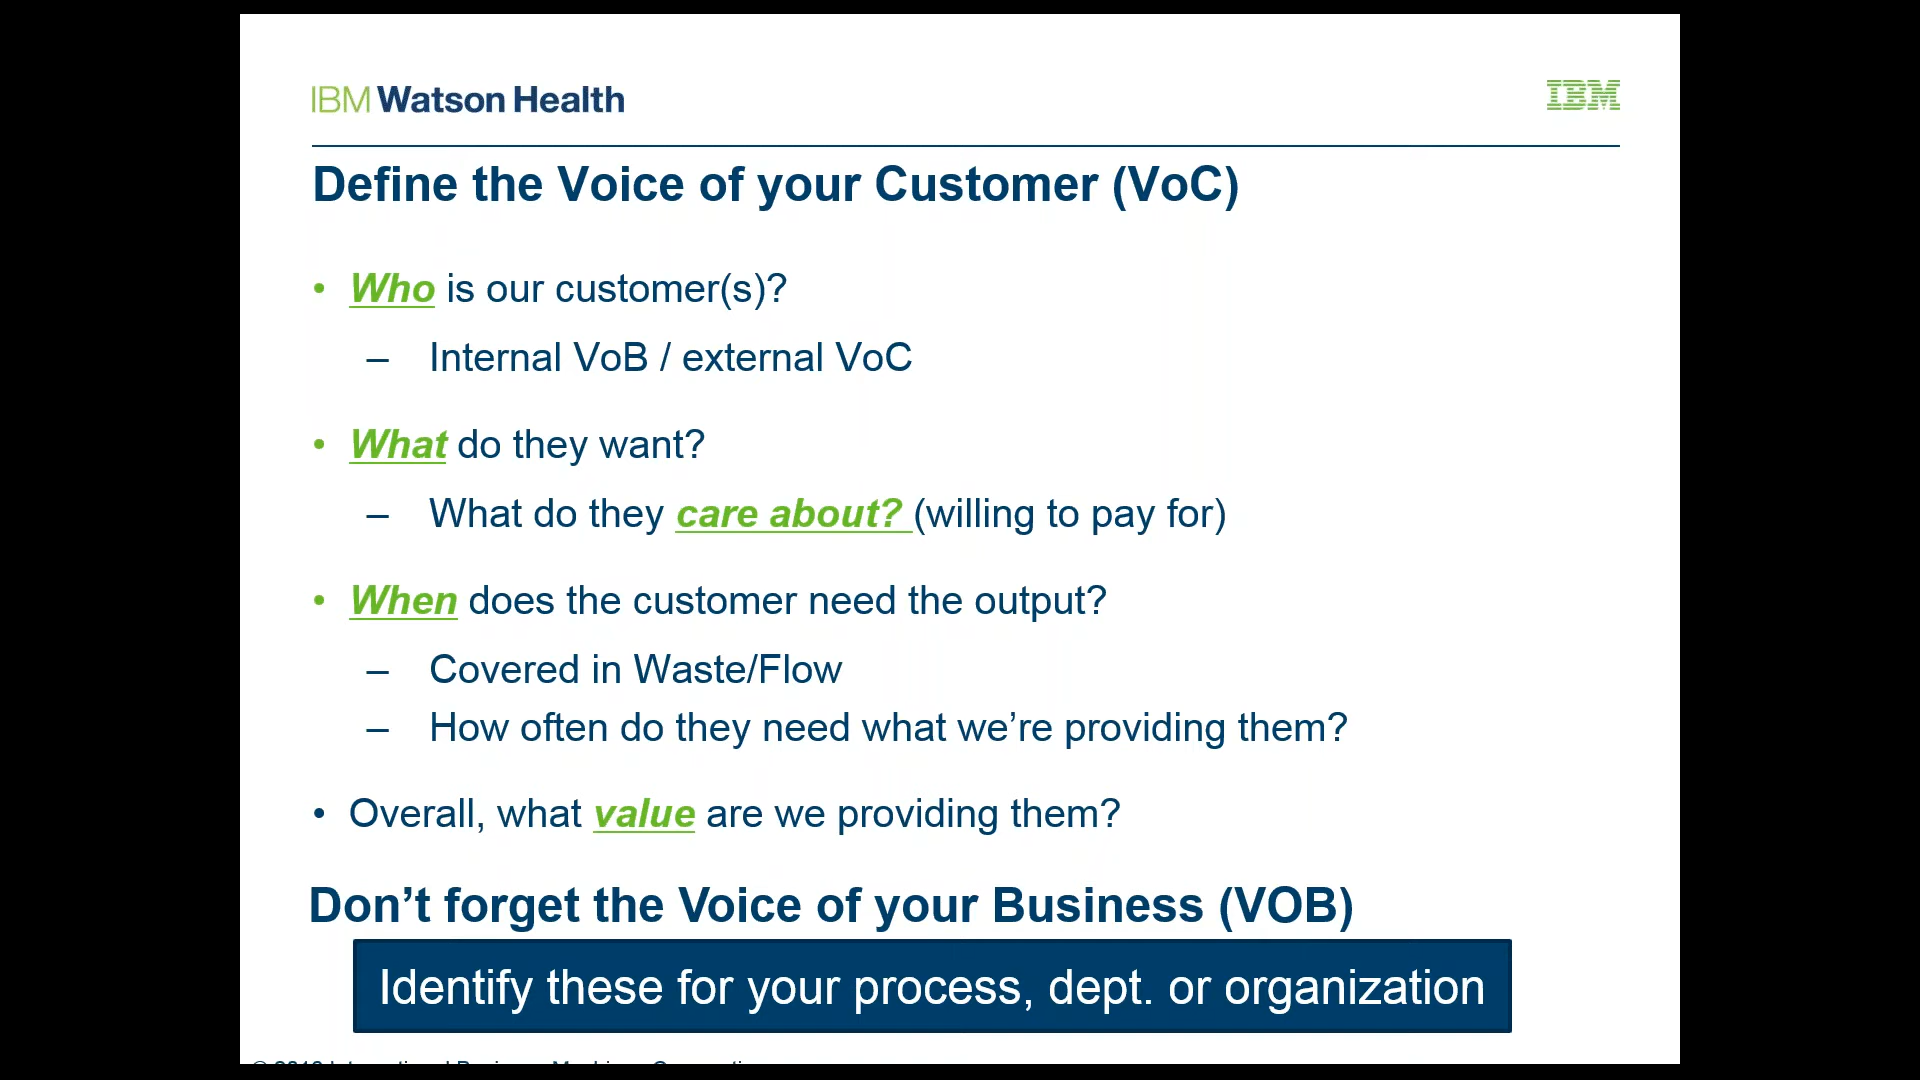 IBM Watson Health
IBM
Define the Voice of your Customer (VoC)
• Who is our customer(s)?
– Internal VoB / external VoC
• What do they want?
– What do they care about? (willing to pay for)
• When does the customer need the output?
– Covered in Waste/Flow
– How often do they need what we’re providing them?
• Overall, what value are we providing them?
Don’t forget the Voice of your Business (VOB)
Identify these for your process, dept. or organization